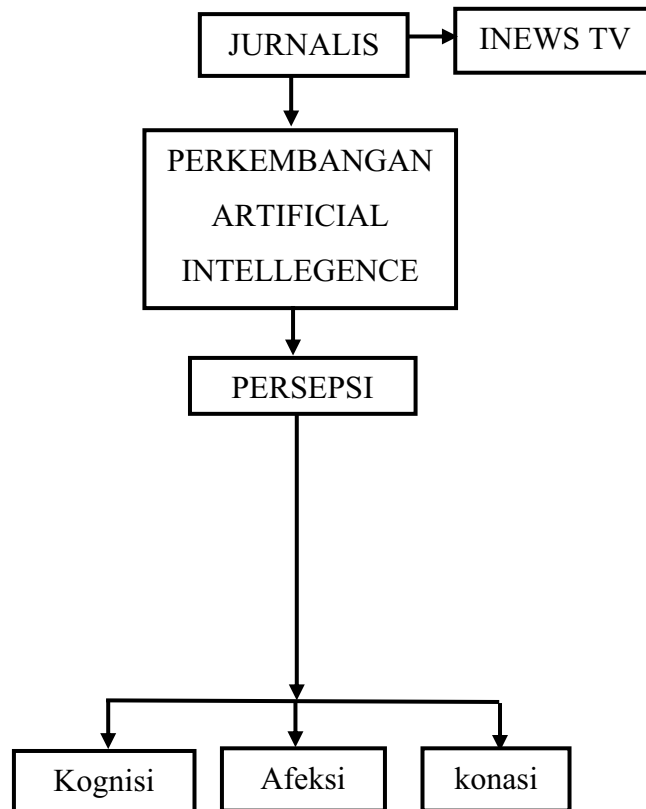 JURNALIS
INEWS TV
PERKEMBANGAN
ARTIFICIAL
INTELLEGENCE
PERSEPSI
Kognisi
Afeksi
konasi